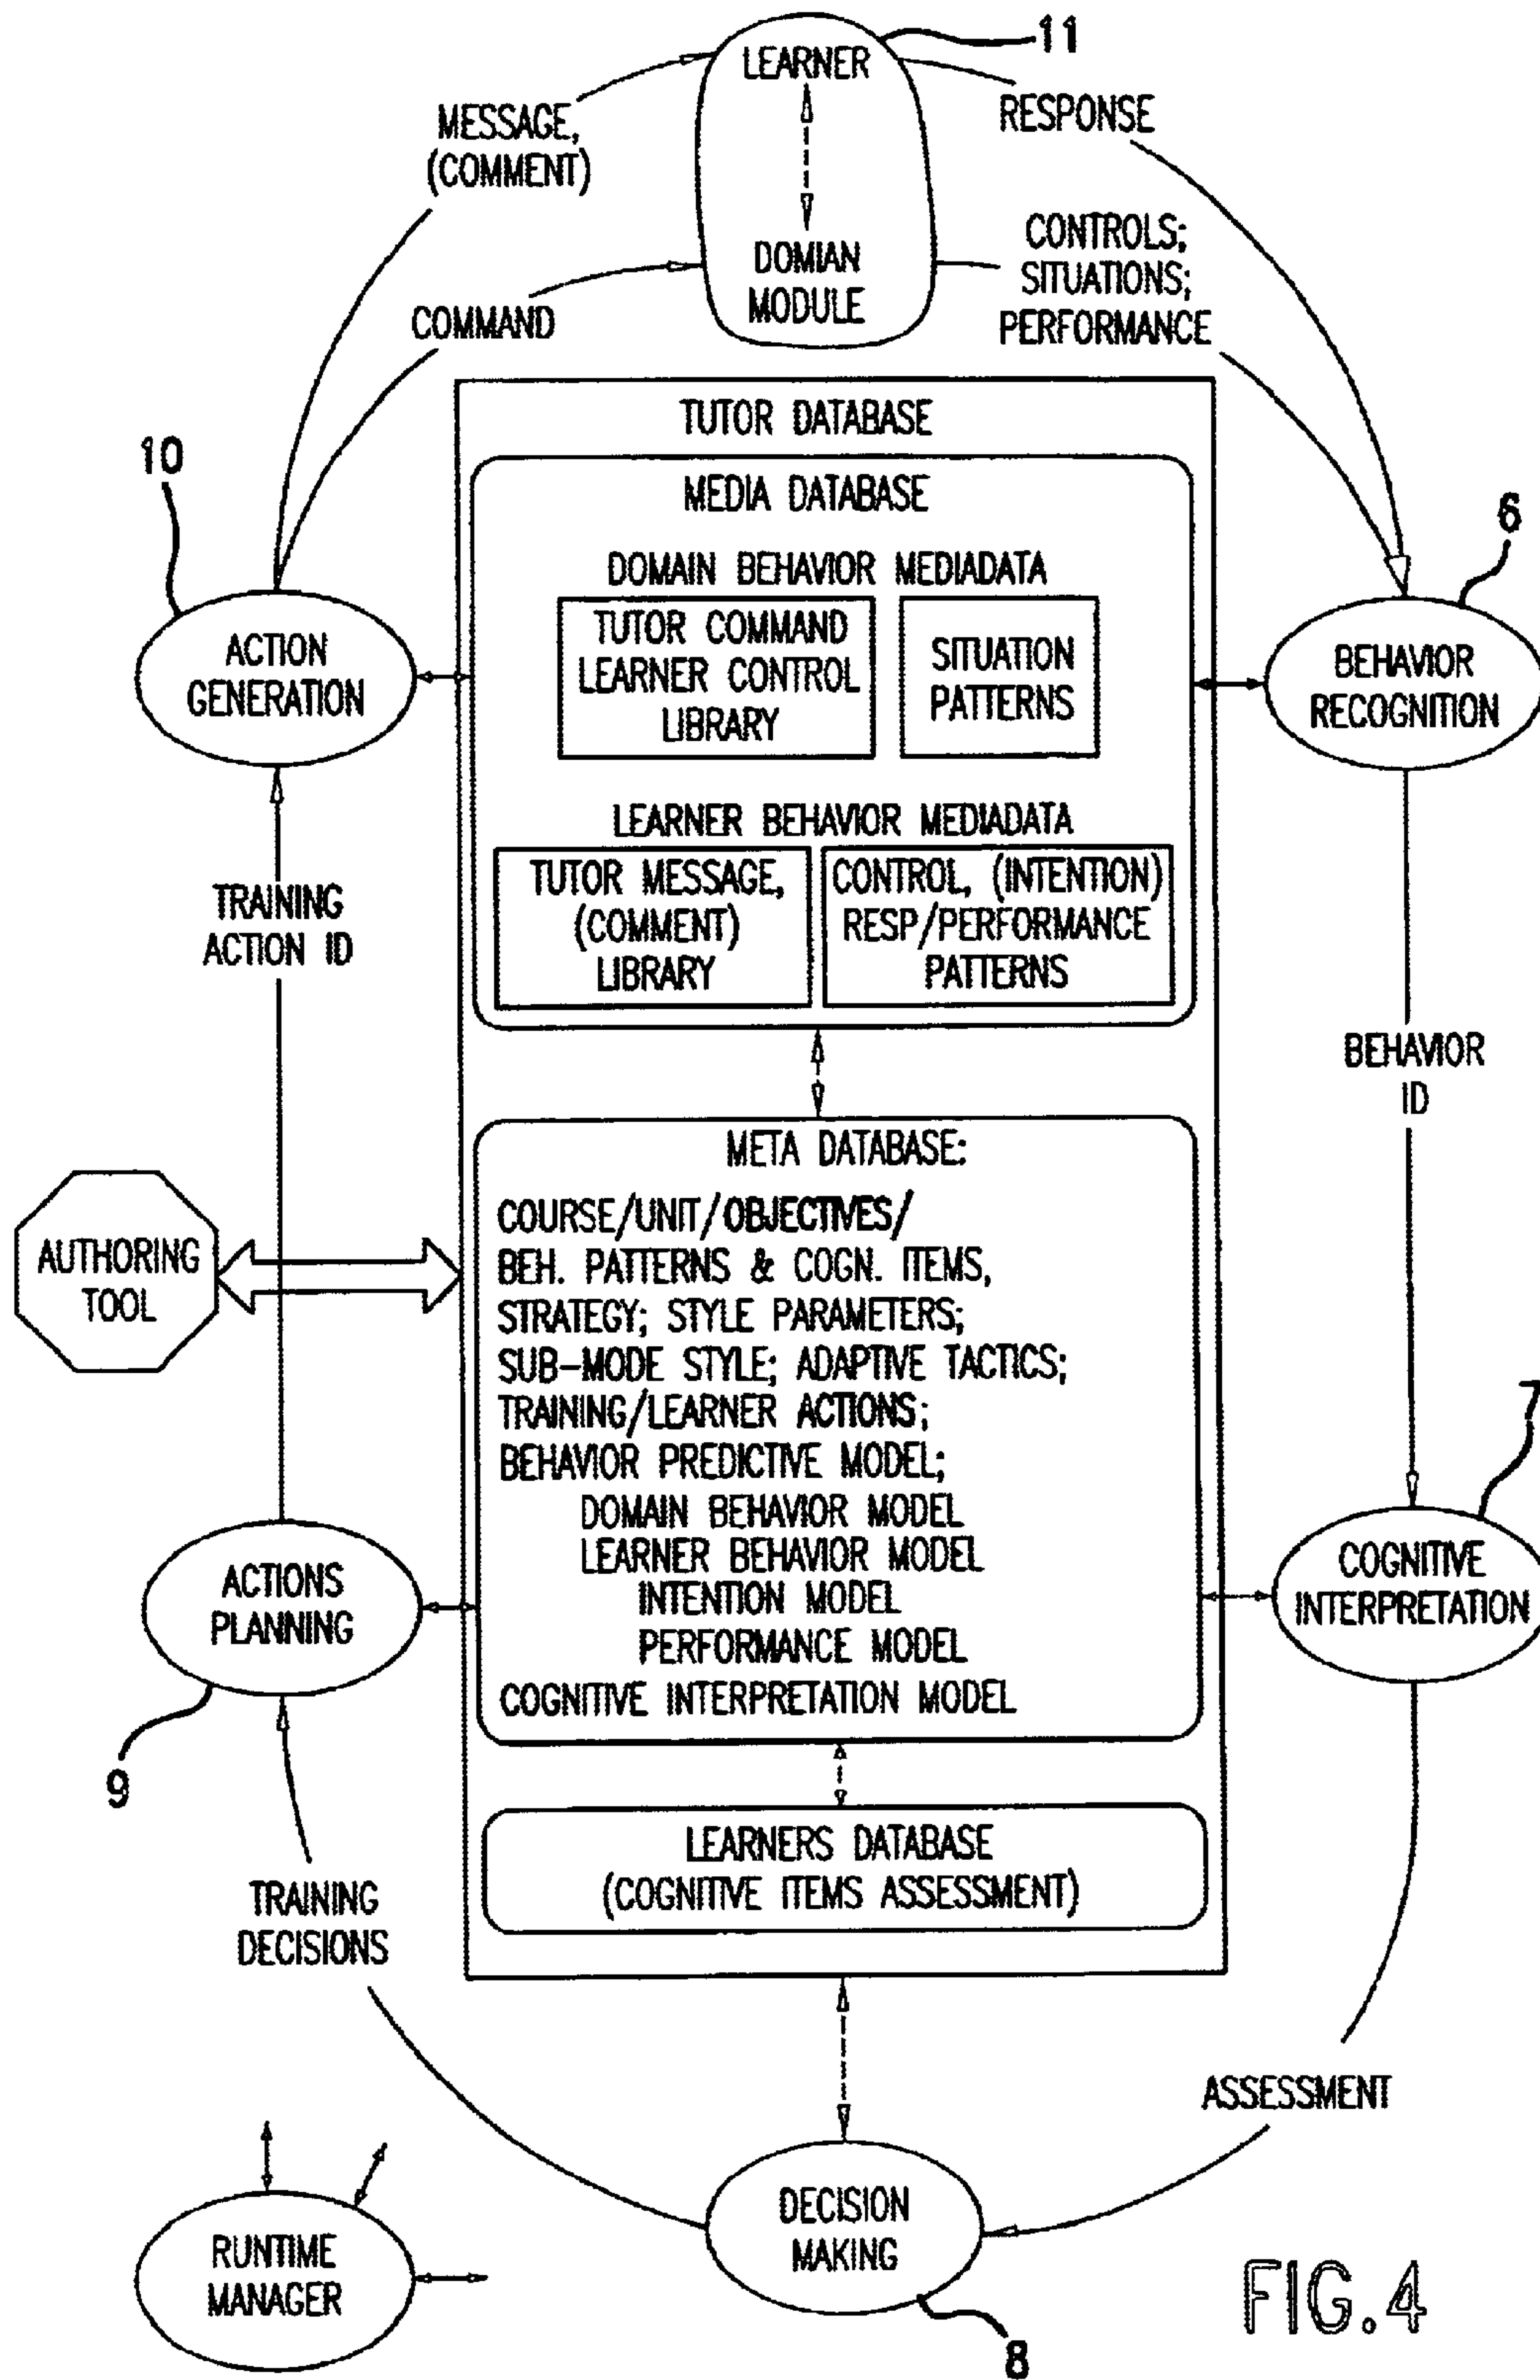 11
LEARNER
MESSAGE,
(COMMENT)
RESPONSE
DOMIAN
MODULE
CONTROLS;
SITUATIONS;
PERFORMANCE
COMMAND
TUTOR DATABASE
MEDIA DATABASE
DOMAIN BEHAVIOR MEDIADATA
TUTOR COMMAND
LEARNER CONTROL
LIBRARY
SITUATION
PATTERNS
10
ACTION
GENERATION
6
BEHAVIOR
RECOGNITION
LEARNER BEHAVIOR MEDIADATA
TUTOR MESSAGE,
(COMMENT)
LIBRARY
CONTROL, (INTENTION)
RESP/PERFORMANCE
PATTERNS
TRAINING
ACTION ID
BEHAVIOR
ID
META DATABASE:
COURSE/UNIT/OBJECTIVES/
BEH. PATTERNS & COGN. ITEMS,
STRATEGY; STYLE PARAMETERS;
SUB-MODE STYLE; ADAPTIVE TACTICS;
TRAINING/LEARNER ACTIONS;
BEHAVIOR PREDICTIVE MODEL;
DOMAIN BEHAVIOR MODEL
LEARNER BEHAVIOR MODEL
INTENTION MODEL
PERFORMANCE MODEL
COGNITIVE INTERPRETATION MODEL
AUTHORING
TOOL
7
COGNITIVE
INTERPRETATION
ACTIONS
PLANNING
9
LEARNERS DATABASE
(COGNITIVE ITEMS ASSESSMENT)
TRAINING
DECISIONS
ASSESSMENT
DECISION
MAKING
8
RUNTIME
MANAGER
FIG.4